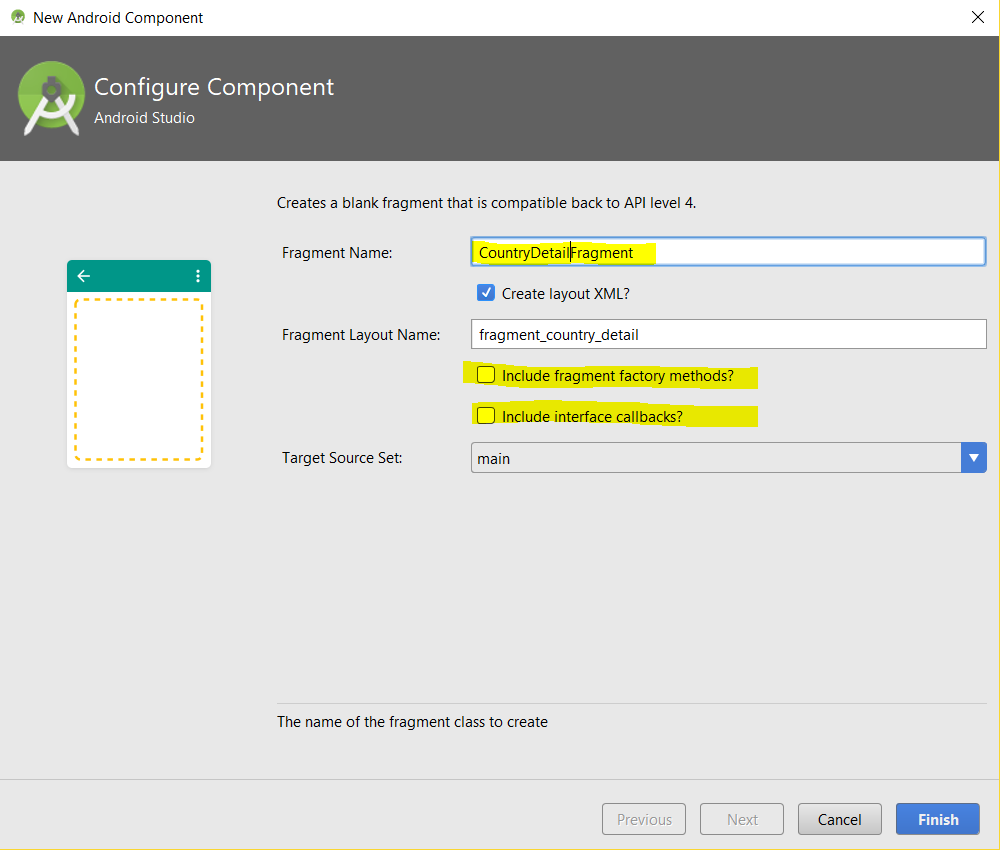 New Android Component
Configure Component
Android Studio
Creates a blank fragment that is compatible back to API level 4.
Fragment Name:
CountryDetailFragment
Create layout XML?
Fragment Layout Name:
fragment_country_detail
Include fragment factory methods?
Include interface callbacks?
Target Source Set:
main
The name of the fragment class to create
Previous
Next
Cancel
Finish